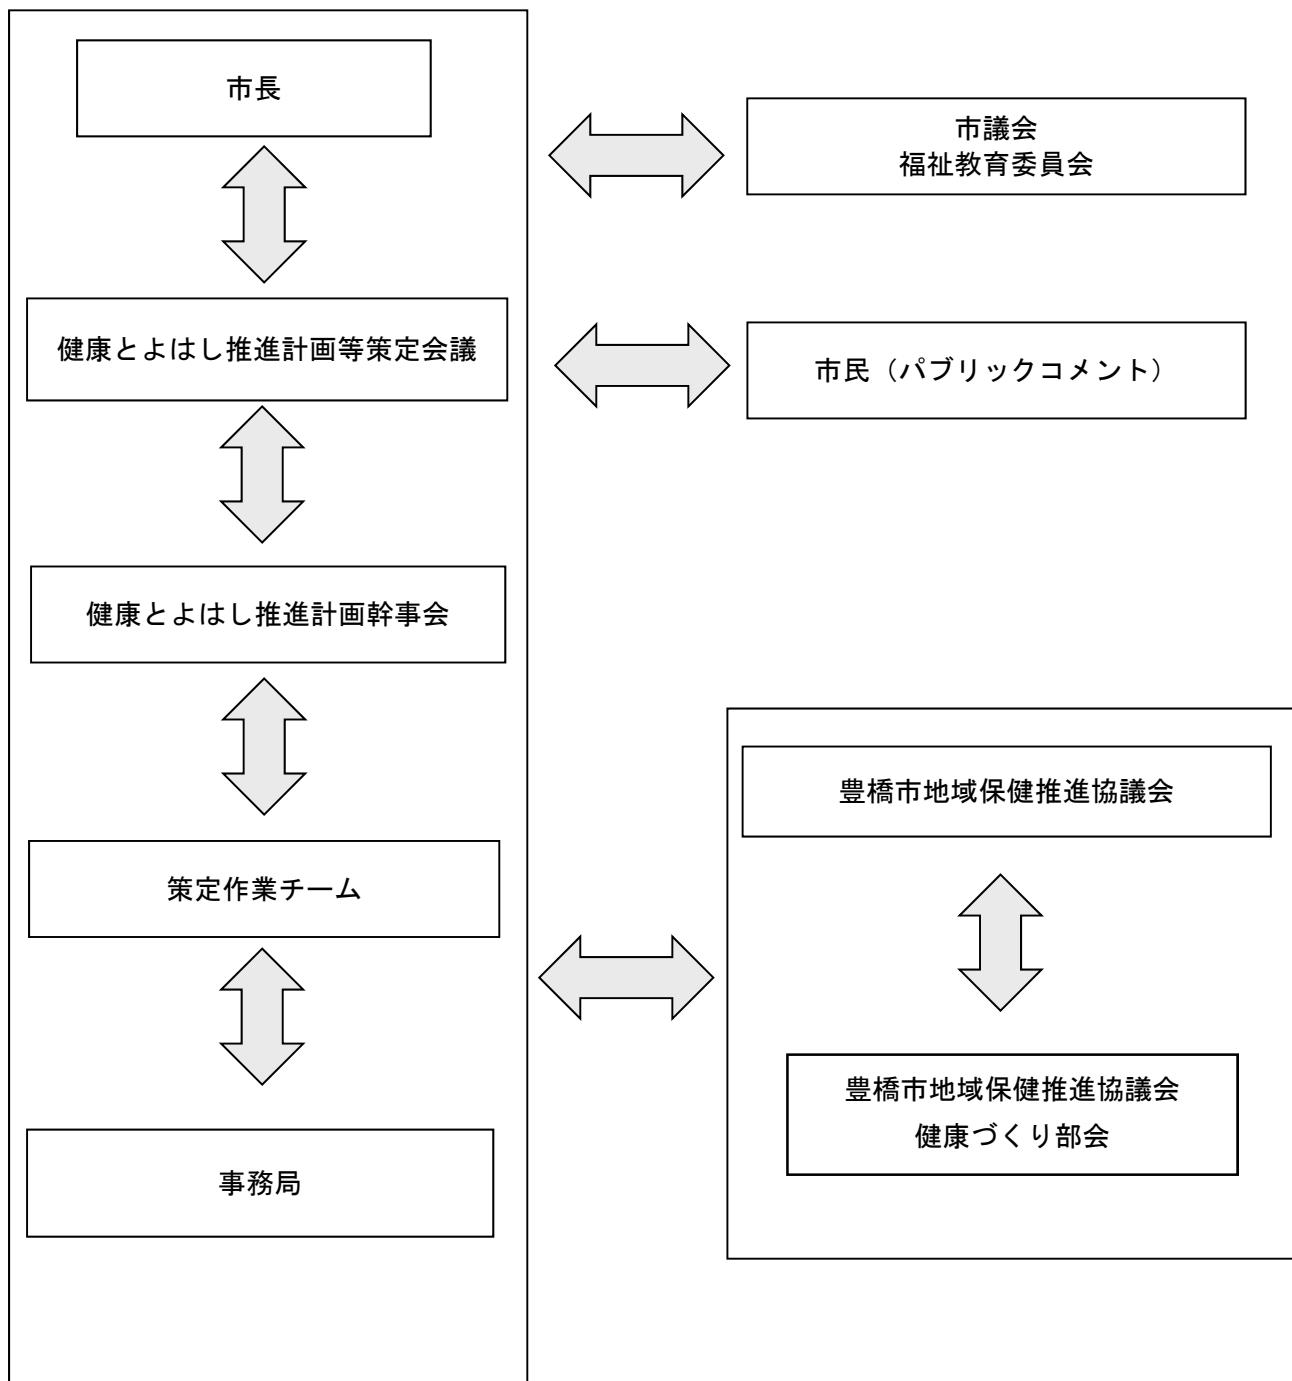 市長
健康とよはし推進計画等策定会議
健康とよはし推進計画幹事会
策定作業チーム
事務局
市議会
福祉教育委員会
市民（パブリックコメント）
豊橋市地域保健推進協議会
豊橋市地域保健推進協議会
健康づくり部会